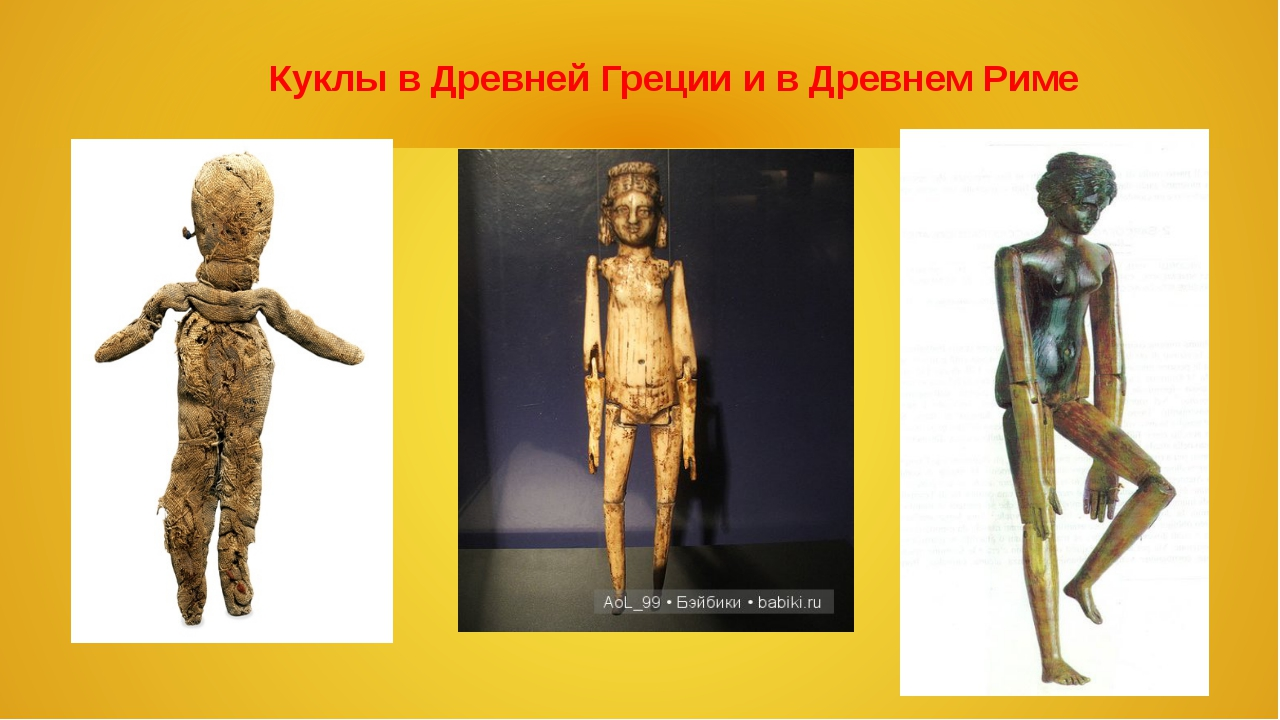 Куклы в Древней Греции и в Древнем Риме
AoL_99 • Бэйбики • babiki.ru